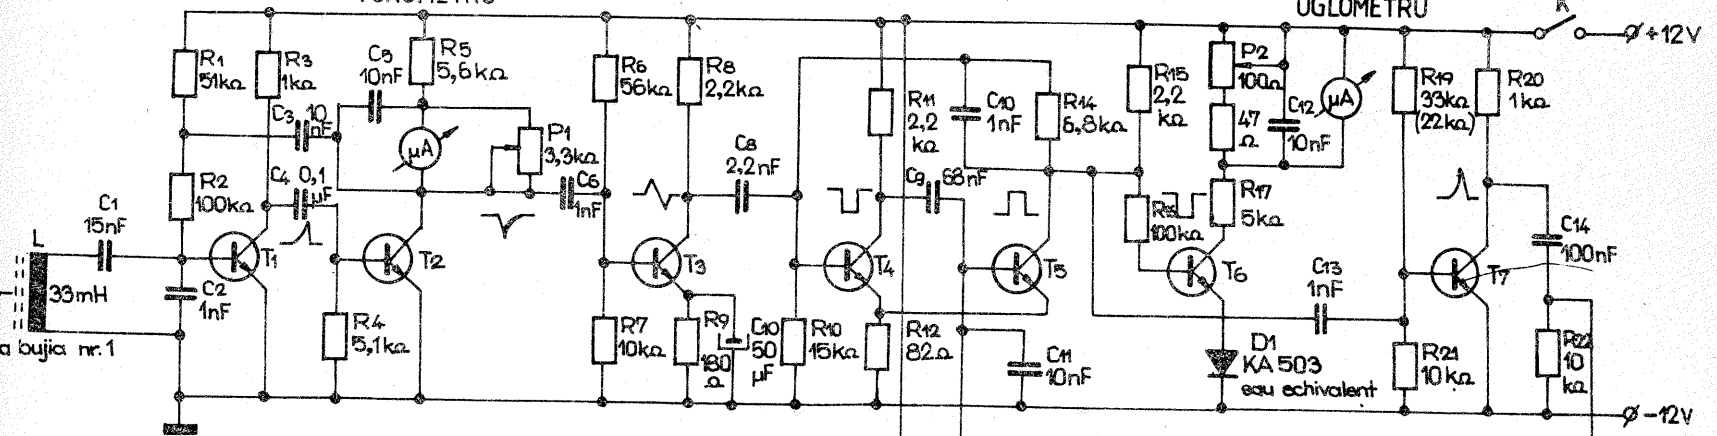 UGLOMETRU
K
+12V
R1
51kΩ
R3
1kΩ
C5
10nF
R5
5,6kΩ
C3
10
nF
µA
P1
3,3kΩ
R6
56kΩ
R8
2,2kΩ
R11
2,2
kΩ
C10
1nF
R14
6,8kΩ
R15
2,2
kΩ
P2
100Ω
47
Ω
C12
10nF
µA
R19
33kΩ
(22kΩ)
R20
1kΩ
R2
100kΩ
C4 0,1
µF
C6
1nF
C8
2,2nF
C9
68nF
R17
5kΩ
100kΩ
C1
15nF
L
33mH
C2
1nF
T1
T2
T3
T4
T5
T6
C13
1nF
T7
C14
100nF
a bujia nr.1
R4
5,1kΩ
R7
10kΩ
R9
180
Ω
C10
50
µF
R10
15kΩ
R12
82Ω
C11
10nF
D1
KA 503
sau echivalent
R21
10kΩ
R22
10
kΩ
-12V